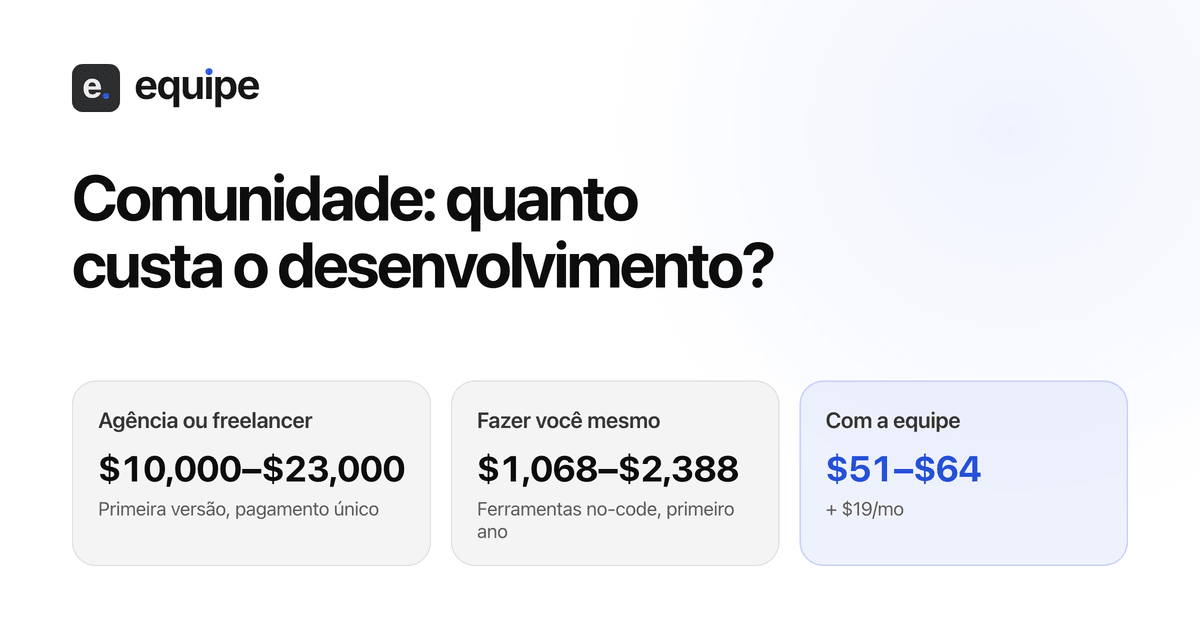 e.
equipe
Comunidade: quanto
custa o desenvolvimento?
Agência ou freelancer
$10,000–$23,000
Primeira versão, pagamento único
Fazer você mesmo
$1,068–$2,388
Ferramentas no-code, primeiro
ano
Com a equipe
$51–$64
+ $19/mo